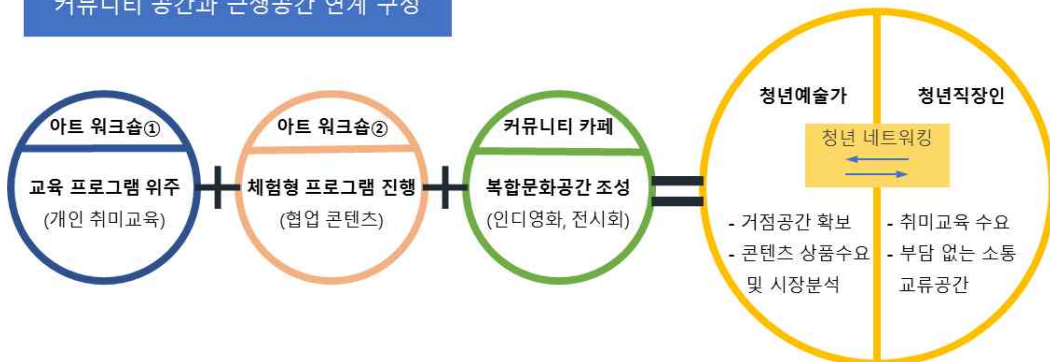 커뮤니티 공간과 근생공간 연계 구성
아트 워크숍①
교육 프로그램 위주
(개인 취미교육)
아트 워크숍②
체험형 프로그램 진행
(협업 콘텐츠)
커뮤니티 카페
복합문화공간 조성
(인디영화, 전시회)
청년예술가
청년직장인
청년 네트워킹
- 거점공간 확보
- 콘텐츠 상품수요
및 시장분석
- 취미교육 수요
- 부담 없는 소통
교류공간